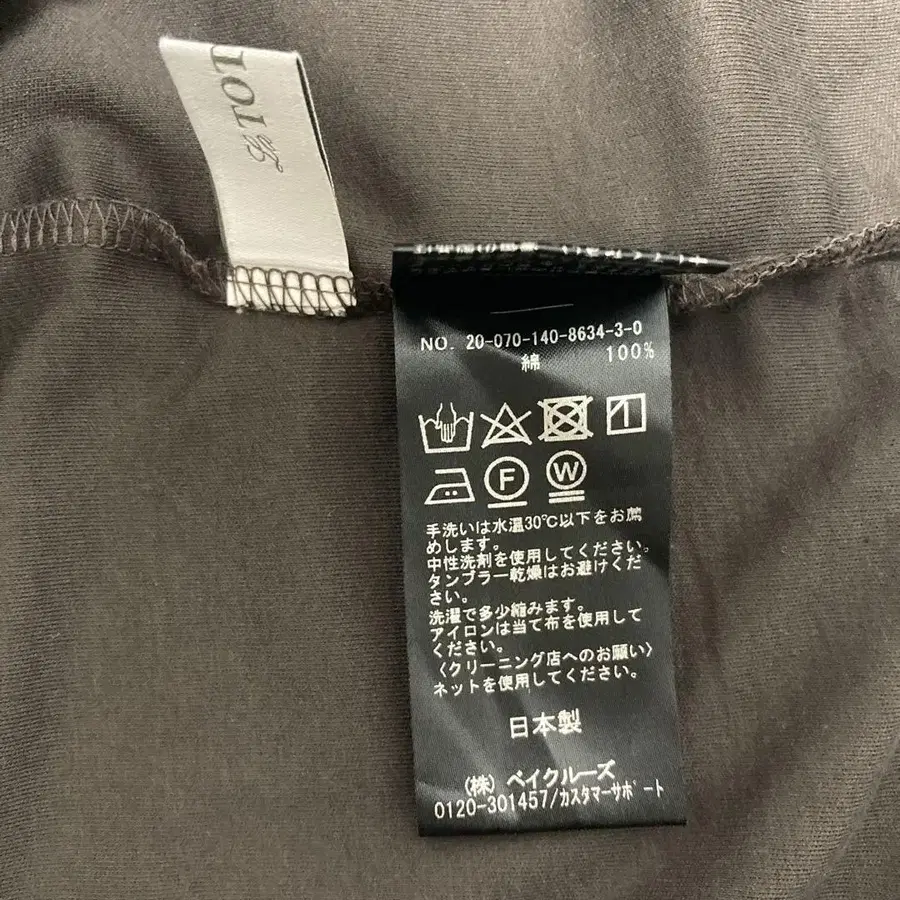 NO. 20-070-140-8634-3-0
綿 100%
F W
手洗いは水温30℃以下をお薦
めします。
中性洗剤を使用してください。
タンブラー乾燥はお避けくだ
さい。
洗濯で多少縮みます。
アイロンは当て布を使用して
ください。
〈クリーニング店へのお願い〉
ネットを使用してください。
日本製
(株) ベイクルーズ
0120-301457/カスタマーサポート